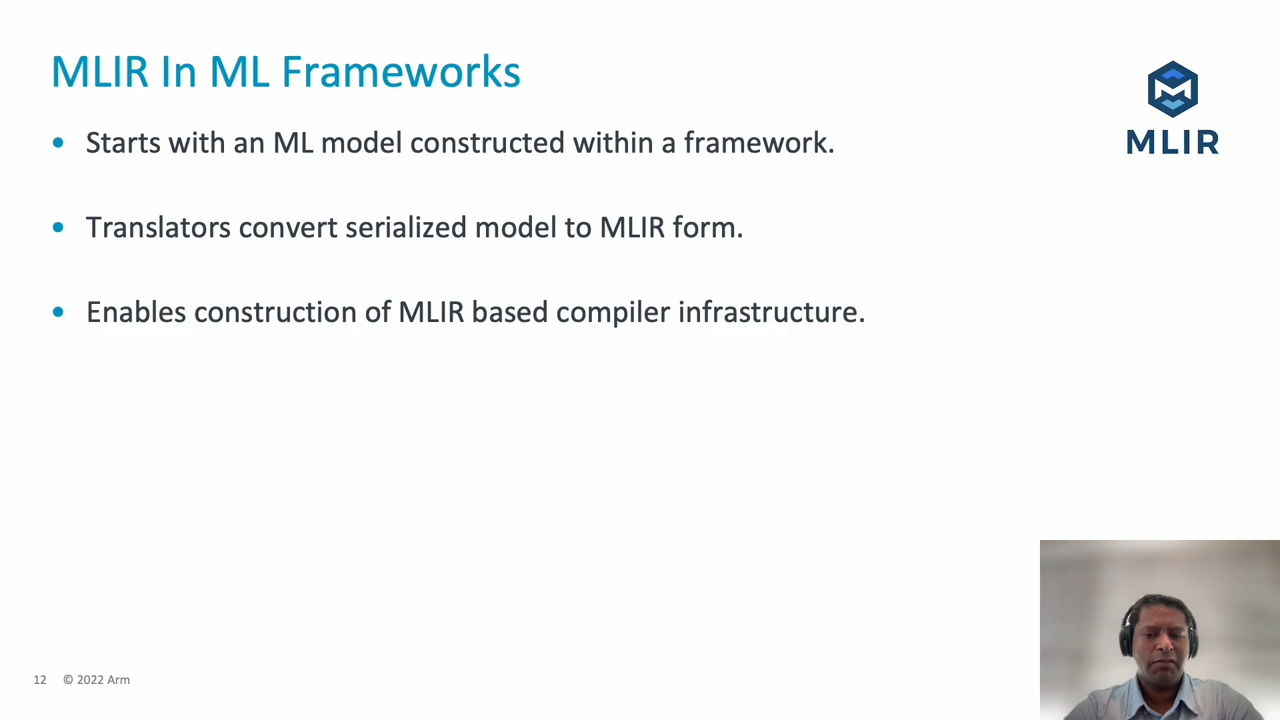 MLIR In ML Frameworks
MLIR
• Starts with an ML model constructed within a framework.
• Translators convert serialized model to MLIR form.
• Enables construction of MLIR based compiler infrastructure.
12 © 2022 Arm